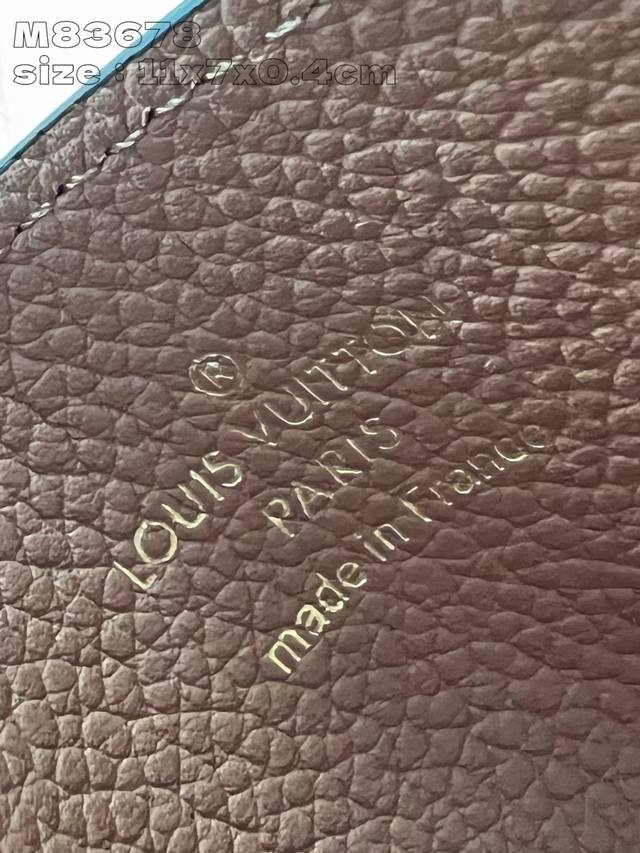 M83678
size : 11x7x0.4cm
®
LOUIS VUITTON
PARIS
made in France